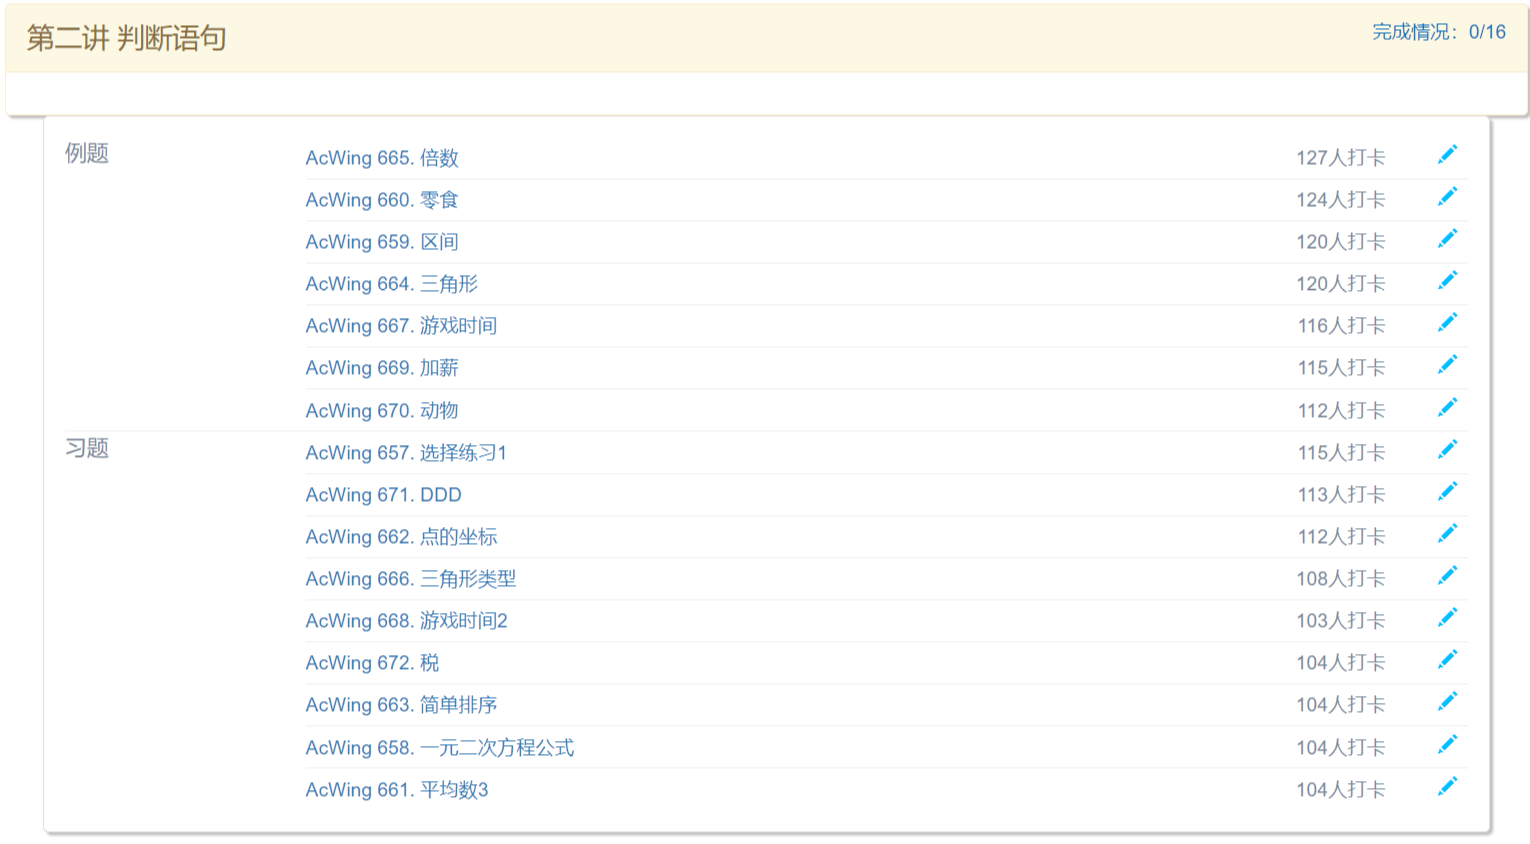 第二讲 判断语句
完成情况：0/16
例题
AcWing 665. 倍数 127人打卡
AcWing 660. 零食 124人打卡
AcWing 659. 区间 120人打卡
AcWing 664. 三角形 120人打卡
AcWing 667. 游戏时间 116人打卡
AcWing 669. 加薪 115人打卡
AcWing 670. 动物 112人打卡
习题
AcWing 657. 选择练习1 115人打卡
AcWing 671. DDD 113人打卡
AcWing 662. 点的坐标 112人打卡
AcWing 666. 三角形类型 108人打卡
AcWing 668. 游戏时间2 103人打卡
AcWing 672. 税 104人打卡
AcWing 663. 简单排序 104人打卡
AcWing 658. 一元二次方程公式 104人打卡
AcWing 661. 平均数3 104人打卡